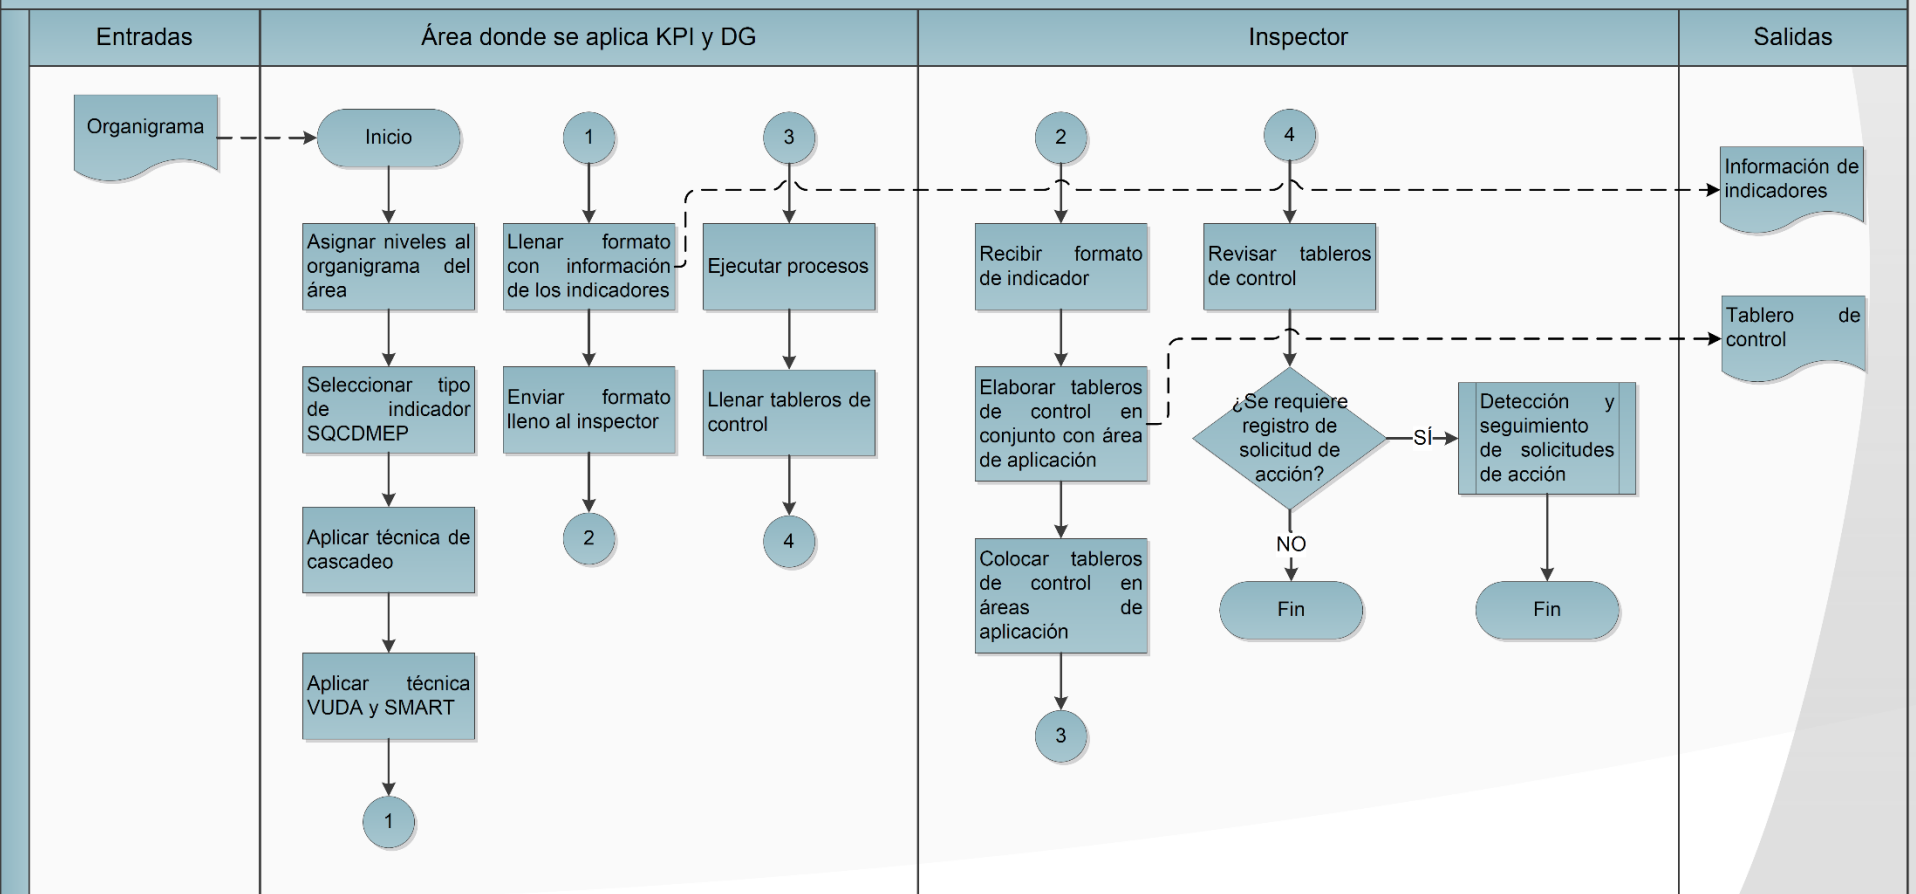 Entradas
Área donde se aplica KPI y DG
Inspector
Salidas
Organigrama
Inicio
Asignar niveles al
organigrama del
área
Seleccionar tipo
de indicador
SQCDMEP
Aplicar técnica de
cascadeo
Aplicar técnica
VUDA y SMART
1
1
Llenar formato
con información
de los indicadores
Enviar formato
lleno al inspector
2
3
Ejecutar procesos
Llenar tableros de
control
4
2
Recibir formato
de indicador
Elaborar tableros
de control en
conjunto con área
de aplicación
Colocar tableros
de control en
áreas de
aplicación
3
4
Revisar tableros
de control
¿Se requiere
registro de
solicitud de
acción?
SÍ
NO
Fin
Detección y
seguimiento
de solicitudes
de acción
Fin
Información de
indicadores
Tablero de
control